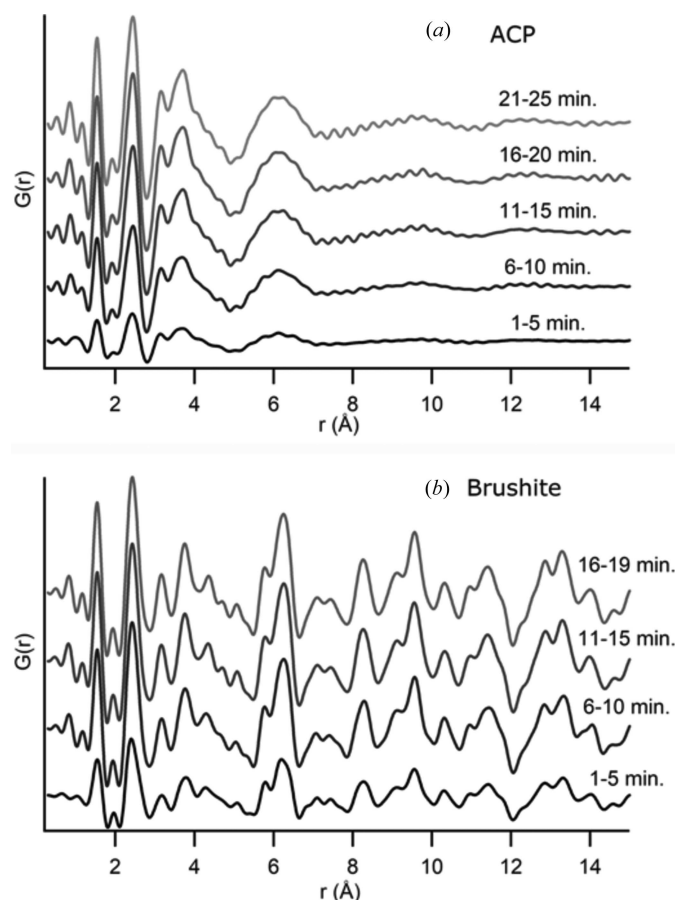 (a) ACP
21-25 min.
16-20 min.
11-15 min.
6-10 min.
1-5 min.
G(r)
2 4 6 8 10 12 14
r (Å)
(b) Brushite
16-19 min.
11-15 min.
6-10 min.
1-5 min.
G(r)
2 4 6 8 10 12 14
r (Å)